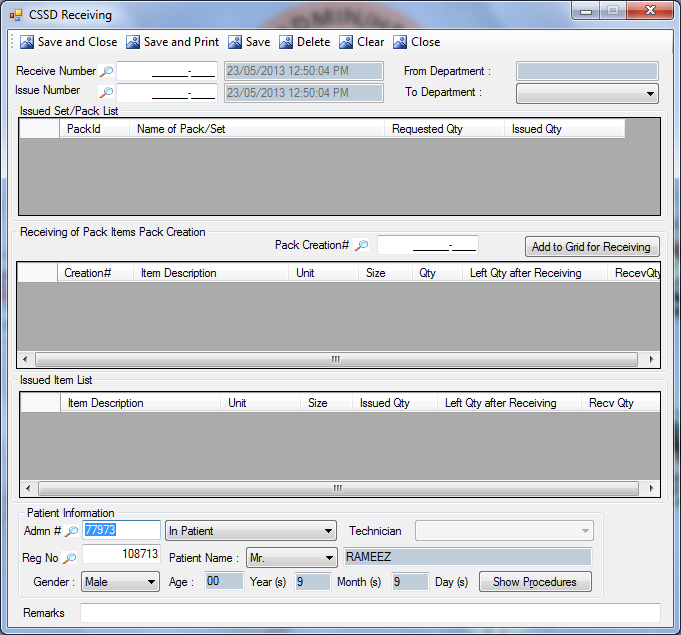 CSSD Receiving
Save and Close Save and Print Save Delete Clear Close
Receive Number ______-____ 23/05/2013 12:50:04 PM From Department :
Issue Number ______-____ 23/05/2013 12:50:04 PM To Department :
Issued Set/Pack List
PackId Name of Pack/Set Requested Qty Issued Qty
Receiving of Pack Items Pack Creation
Pack Creation# ______-____ Add to Grid for Receiving
Creation# Item Description Unit Size Qty Left Qty after Receiving RecevQty
Issued Item List
Item Description Unit Size Issued Qty Left Qty after Receiving Recv Qty
Patient Information
Admn # 77973 In Patient Technician
Reg No 108713 Patient Name : Mr. RAMEEZ
Gender : Male Age : 00 Year (s) 9 Month (s) 9 Day (s) Show Procedures
Remarks